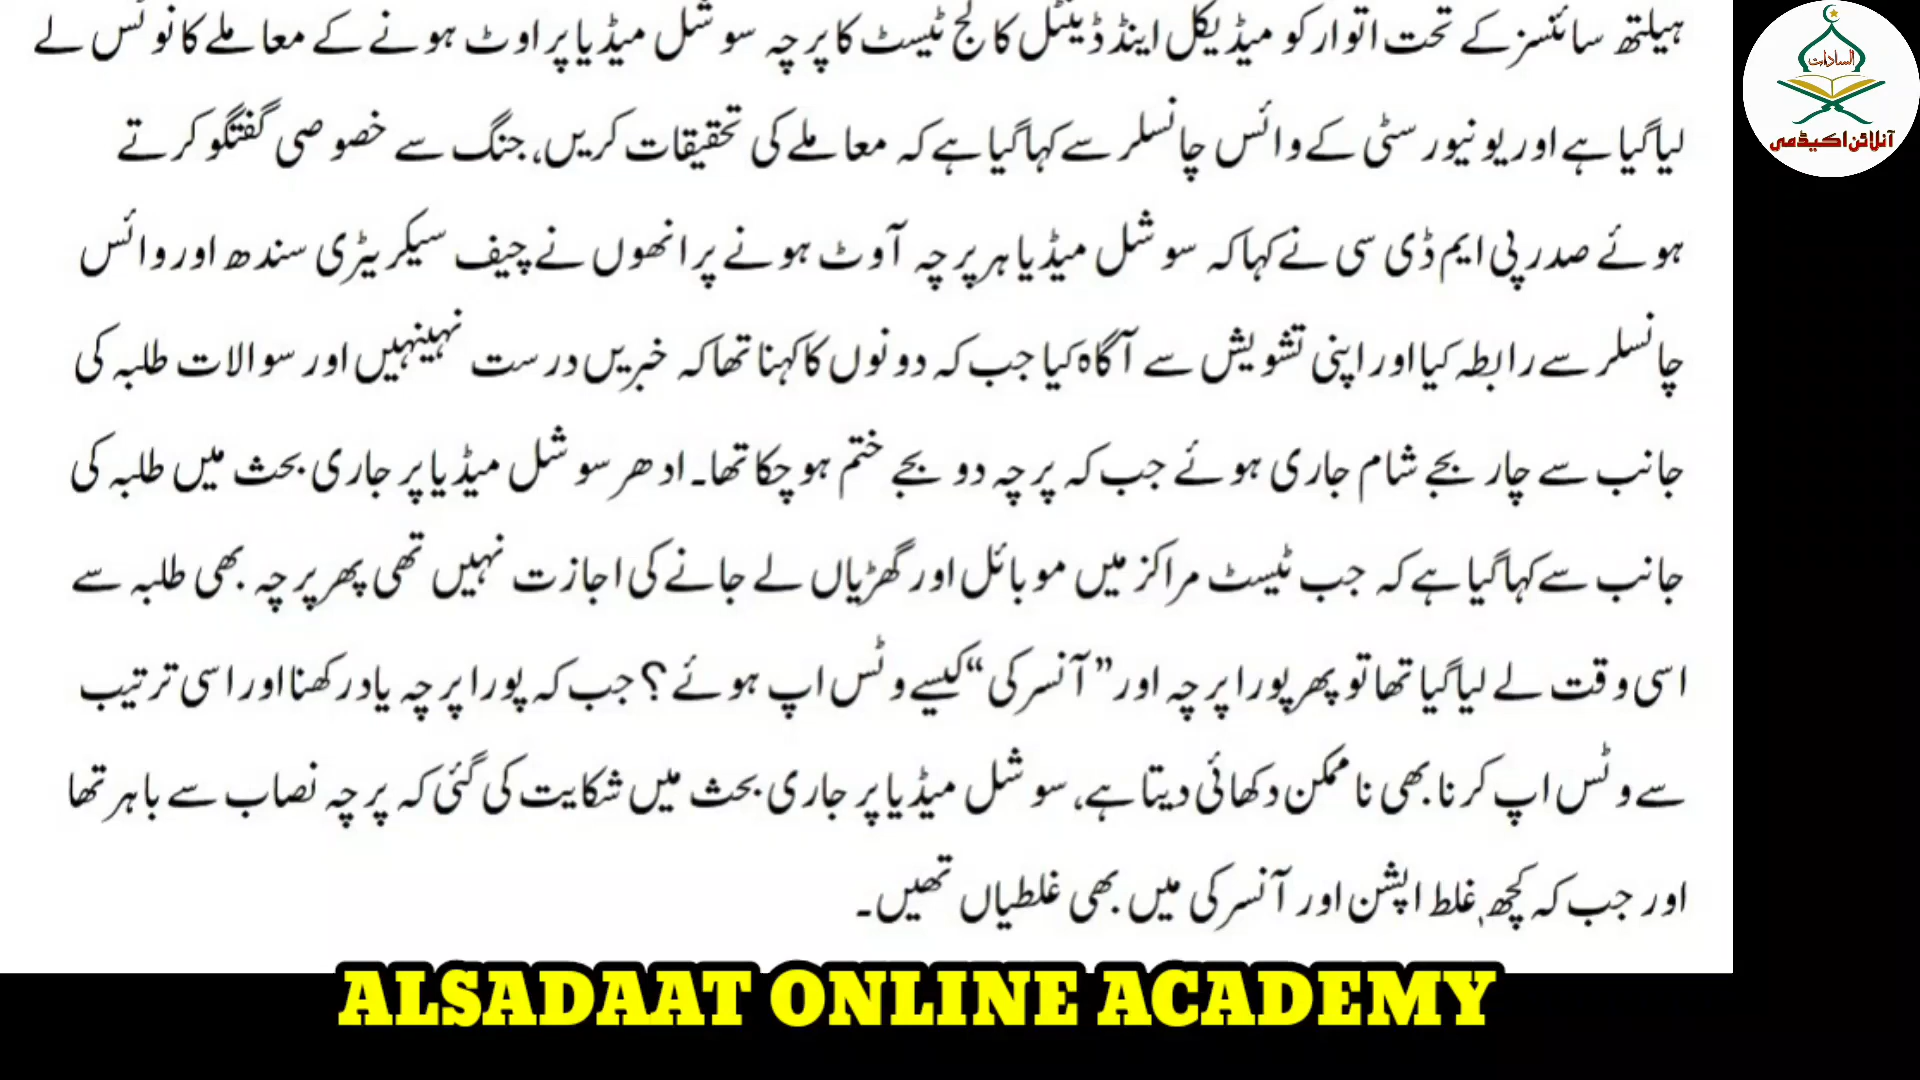 ہیلتھ سائنسز کے تحت اتوار کو میڈیکل اینڈ ڈینٹل کالج ٹیسٹ کا پرچہ سوشل میڈیا پر اوٹ ہونے کے معاملے کا نوٹس لے
لیا گیا ہے اور یونیورسٹی کے وائس چانسلر سے کہا گیا ہے کہ معاملے کی تحقیقات کریں، جنگ سے خصوصی گفتگو کرتے
ہوئے صدر پی ایم ڈی سی نے کہا کہ سوشل میڈیا ہر پرچہ آوٹ ہونے پر انھوں نے چیف سیکریٹری سندھ اور وائس
چانسلر سے رابطہ کیا اور اپنی تشویش سے آگاہ کیا جب کہ دونوں کا کہنا تھا کہ خبریں درست نہینہیں اور سوالات طلبہ کی
جانب سے چار بجے شام جاری ہوئے جب کہ پرچہ دو بجے ختم ہوچکا تھا۔ ادھر سوشل میڈیا پر جاری بحث میں طلبہ کی
جانب سے کہا گیا ہے کہ جب ٹیسٹ مراکز میں موبائل اور گھڑیاں لے جانے کی اجازت نہیں تھی پھر پرچہ بھی طلبہ سے
اسی وقت لے لیا گیا تھا تو پھر پورا پرچہ اور ”آنسر کی“ کیسے وٹس اپ ہوئے؟ جب کہ پورا پرچہ یاد رکھنا اور اسی ترتیب
سے وٹس اپ کرنا بھی ناممکن دکھائی دیتا ہے، سوشل میڈیا پر جاری بحث میں شکایت کی گئی کہ پرچہ نصاب سے باہر تھا
اور جب کہ کچھ غلط اپشن اور آنسر کی میں بھی غلطیاں تھیں۔
السادات
آنلائن اکیڈمی
ALSADAAT ONLINE ACADEMY